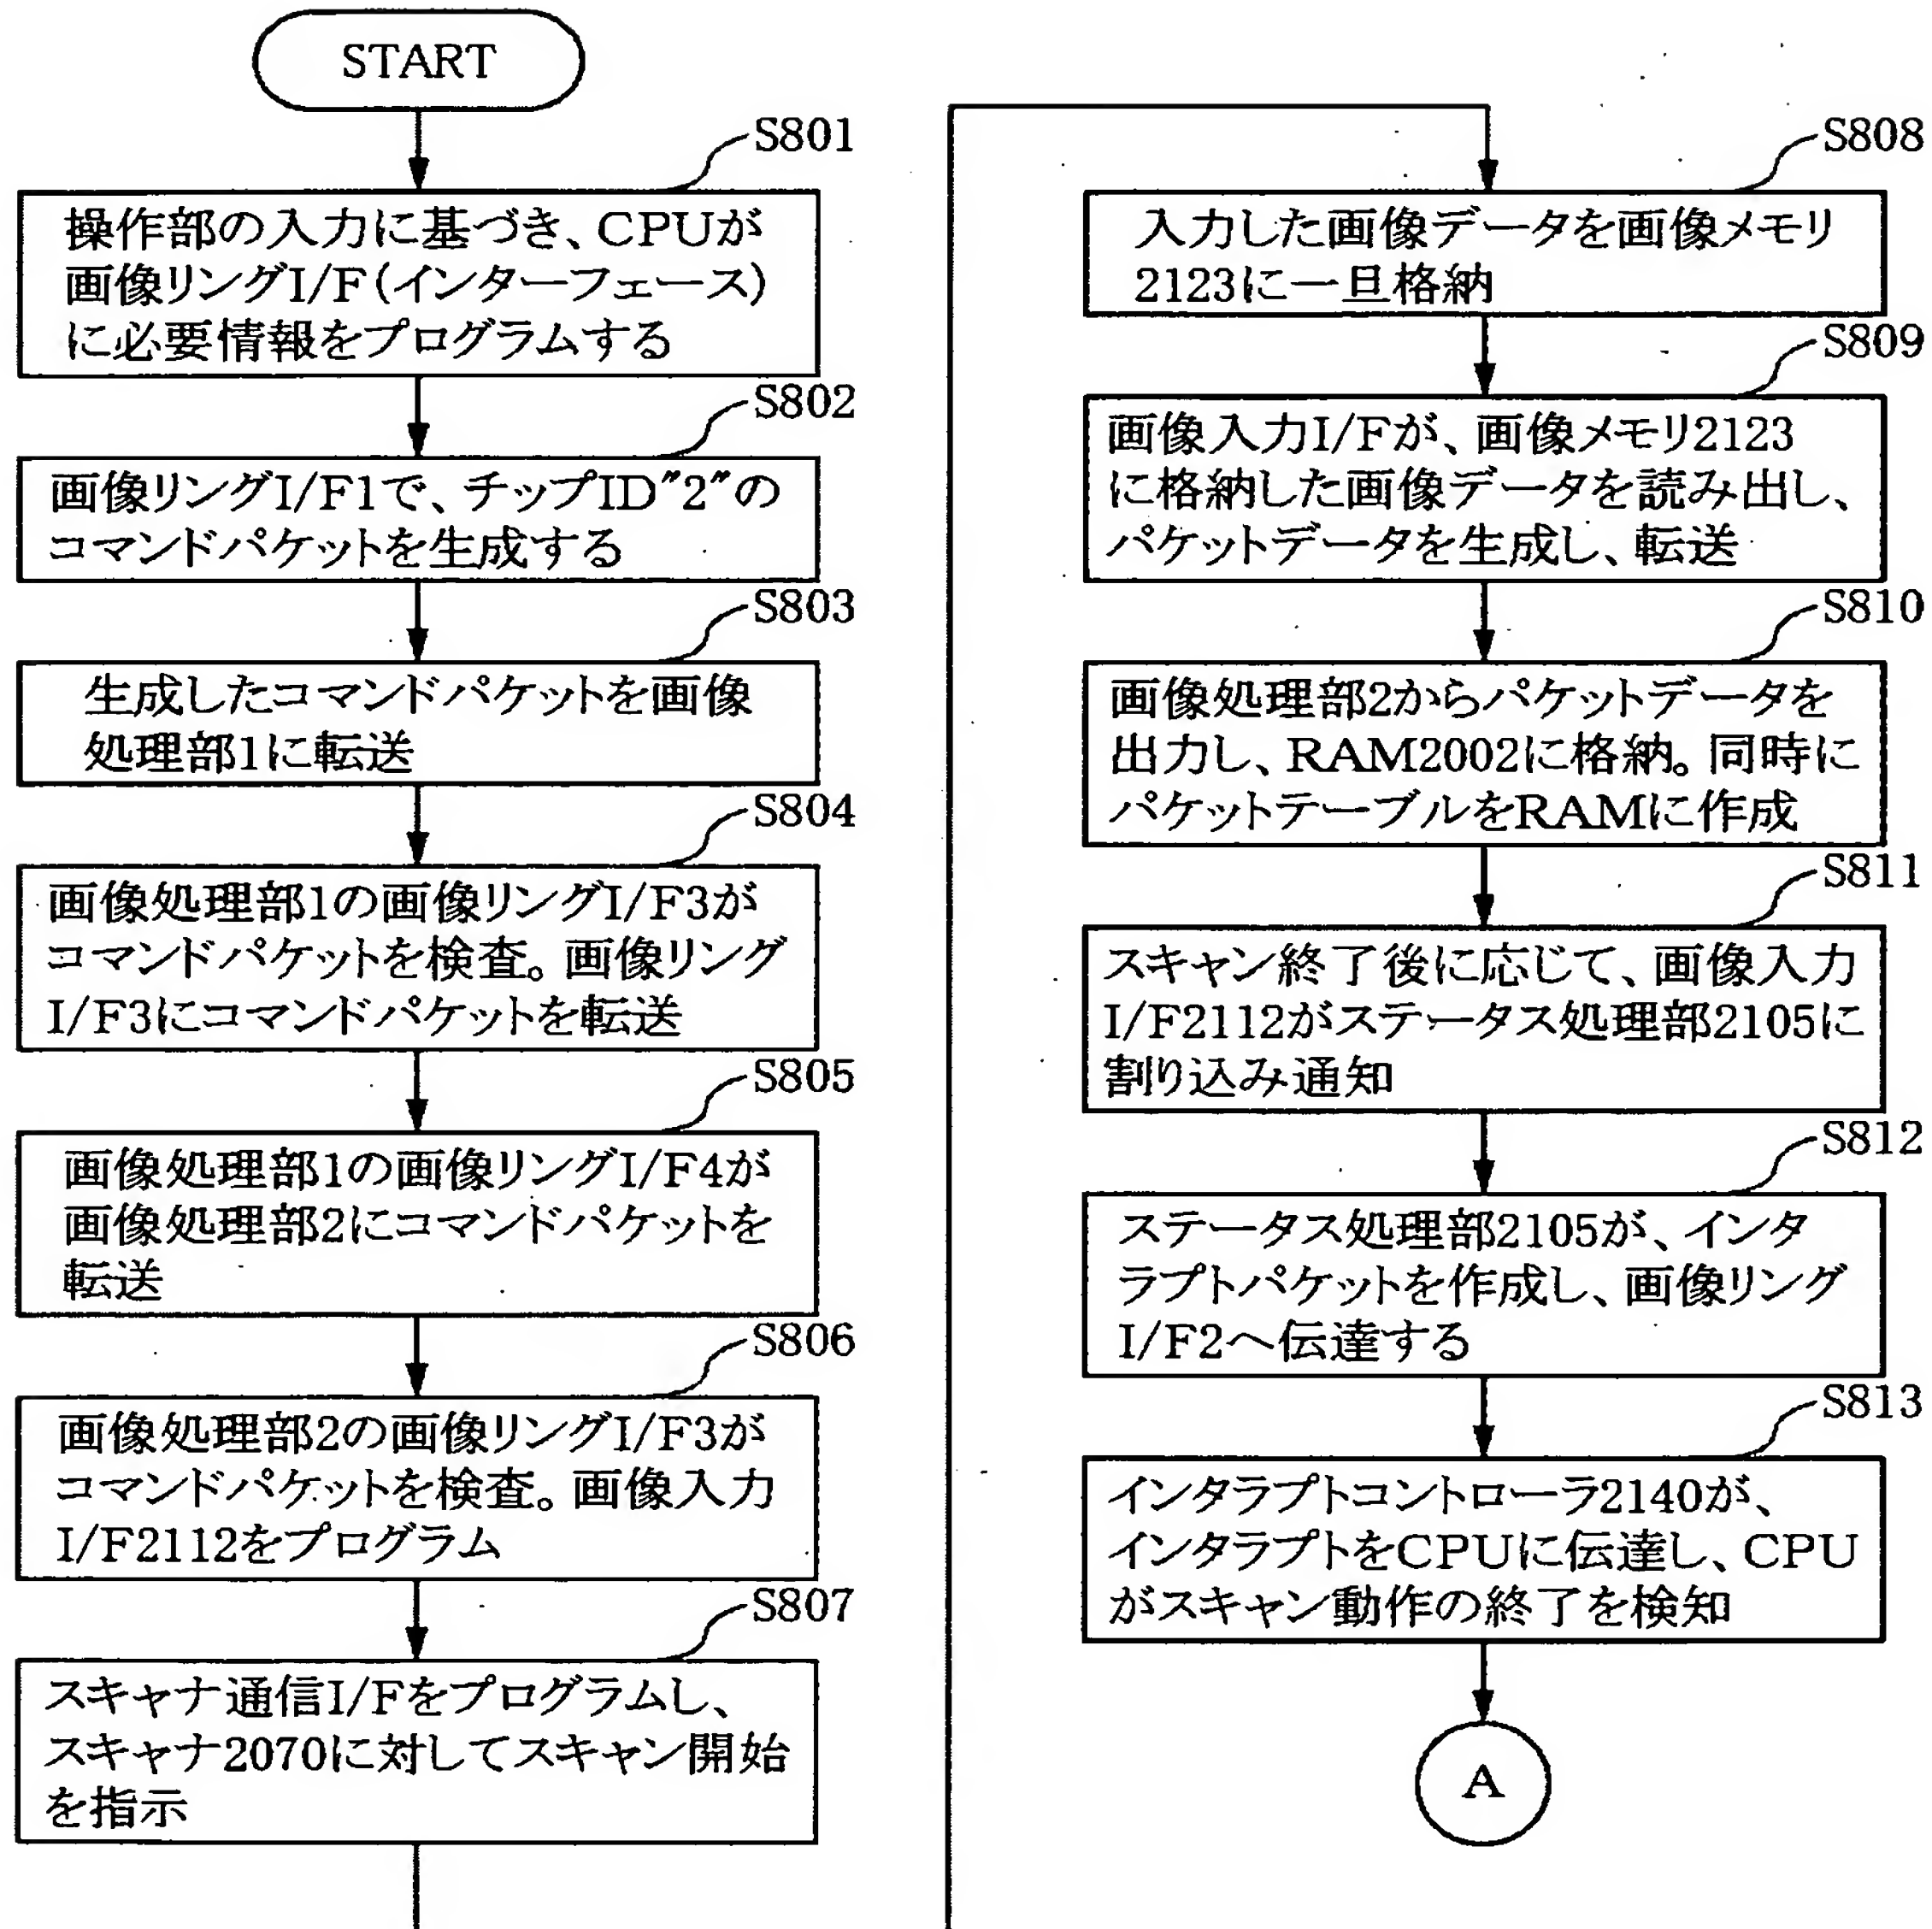 START
S801
操作部の入力に基づき、CPUが
画像リングI/F(インターフェース)
に必要情報をプログラムする
S802
画像リングI/F1で、チップID"2"の
コマンドパケットを生成する
S803
生成したコマンドパケットを画像
処理部1に転送
S804
画像処理部1の画像リングI/F3が
コマンドパケットを検査。画像リング
I/F3にコマンドパケットを転送
S805
画像処理部1の画像リングI/F4が
画像処理部2にコマンドパケットを
転送
S806
画像処理部2の画像リングI/F3が
コマンドパケットを検査。画像入力
I/F2112をプログラム
S807
スキャナ通信I/Fをプログラムし、
スキャナ2070に対してスキャン開始
を指示
S808
入力した画像データを画像メモリ
2123に一旦格納
S809
画像入力I/Fが、画像メモリ2123
に格納した画像データを読み出し、
パケットデータを生成し、転送
S810
画像処理部2からパケットデータを
出力し、RAM2002に格納。同時に
パケットテーブルをRAMに作成
S811
スキャン終了後に応じて、画像入力
I/F2112がステータス処理部2105に
割り込み通知
S812
ステータス処理部2105が、インタ
ラプトパケットを作成し、画像リング
I/F2へ伝達する
S813
インタラプトコントローラ2140が、
インタラプトをCPUに伝達し、CPU
がスキャン動作の終了を検知
A